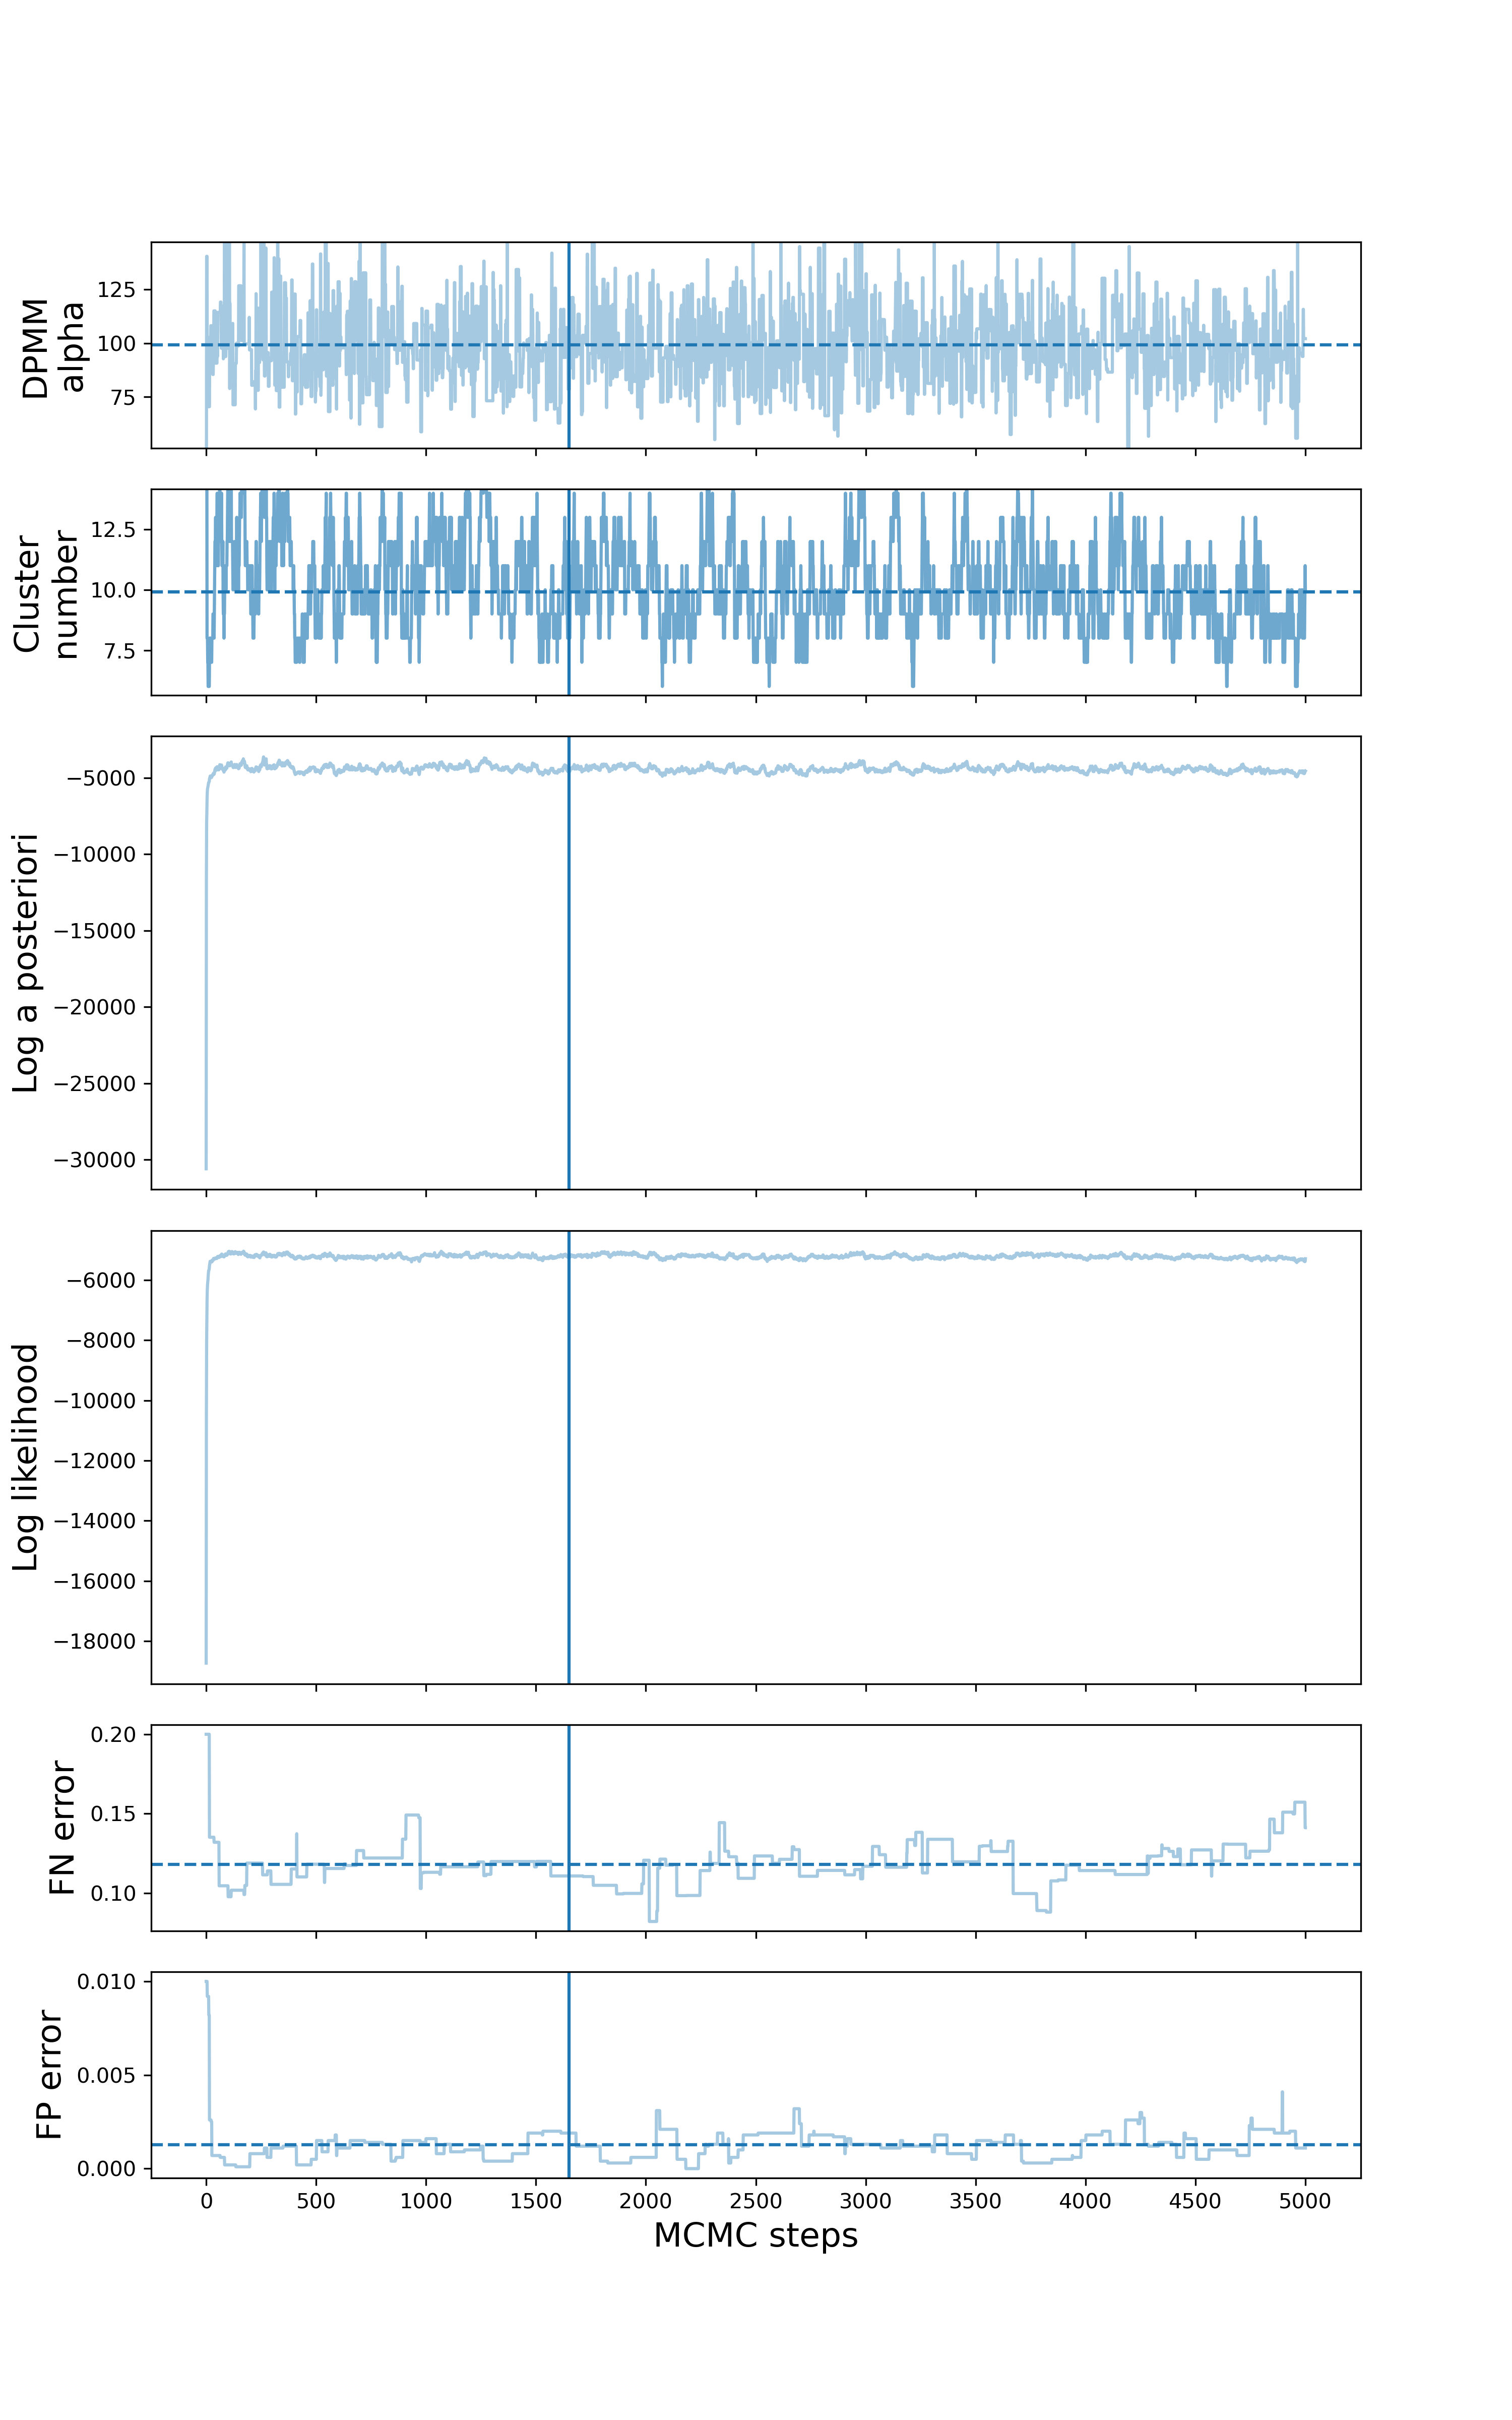 DPMM
alpha
125
100
75
Cluster
number
12.5
10.0
7.5
Log a posteriori
−5000
−10000
−15000
−20000
−25000
−30000
Log likelihood
−6000
−8000
−10000
−12000
−14000
−16000
−18000
FN error
0.20
0.15
0.10
FP error
0.010
0.005
0.000
0 500 1000 1500 2000 2500 3000 3500 4000 4500 5000
MCMC steps